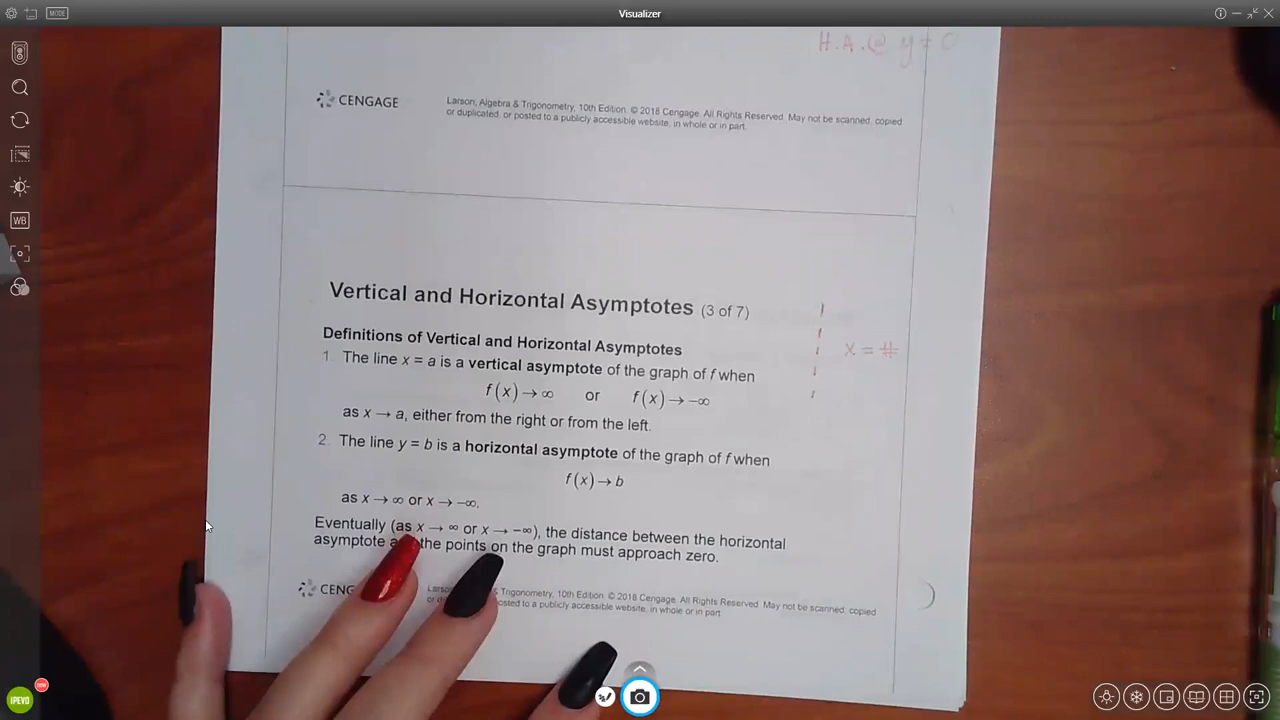 Visualizer
MODE
WB
H.A.@ y = 0
CENGAGE
Larson, Algebra & Trigonometry, 10th Edition. © 2018 Cengage. All Rights Reserved. May not be scanned, copied
or duplicated, or posted to a publicly accessible website, in whole or in part.
Vertical and Horizontal Asymptotes (3 of 7)
Definitions of Vertical and Horizontal Asymptotes
x = #
1. The line x = a is a vertical asymptote of the graph of f when
f(x) → ∞ or f(x) → −∞
as x → a, either from the right or from the left.
2. The line y = b is a horizontal asymptote of the graph of f when
f(x) → b
as x → ∞ or x → −∞.
Eventually (as x → ∞ or x → −∞), the distance between the horizontal
asymptote the points on the graph must approach zero.
CENG
& Trigonometry, 10th Edition. © 2018 Cengage. All Rights Reserved. May not be scanned, copied
posted to a publicly accessible website, in whole or in part.
IPEVO
new